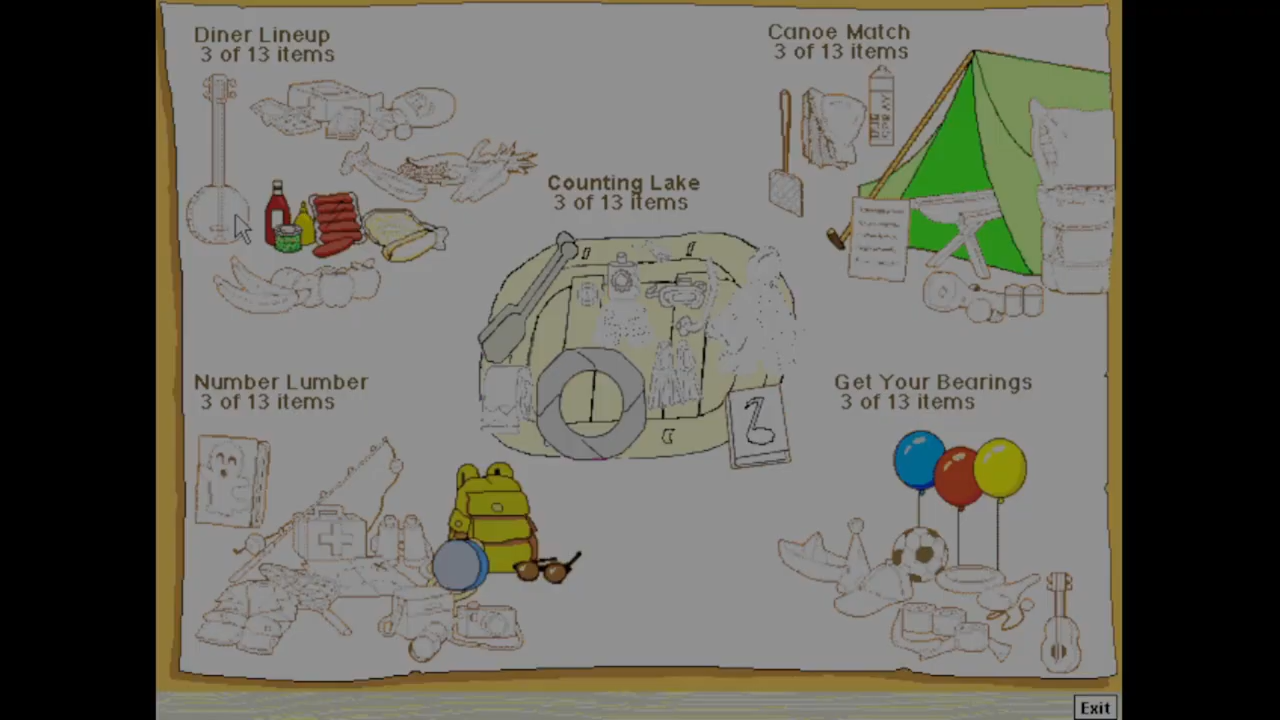 Diner Lineup
3 of 13 items
Canoe Match
3 of 13 items
Counting Lake
3 of 13 items
Number Lumber
3 of 13 items
Get Your Bearings
3 of 13 items
Exit